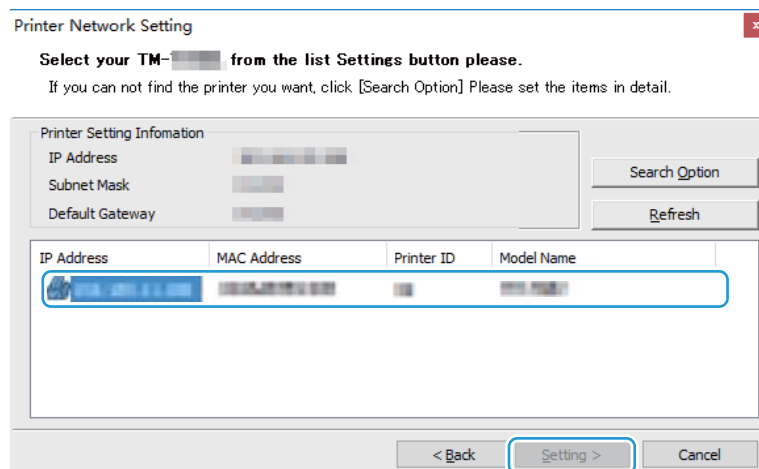 Printer Network Setting
x
Select your TM- from the list Settings button please.
If you can not find the printer you want, click [Search Option] Please set the items in detail.
Printer Setting Infomation
IP Address
Subnet Mask
Default Gateway
Search Option
Refresh
IP Address MAC Address Printer ID Model Name
< Back Setting > Cancel